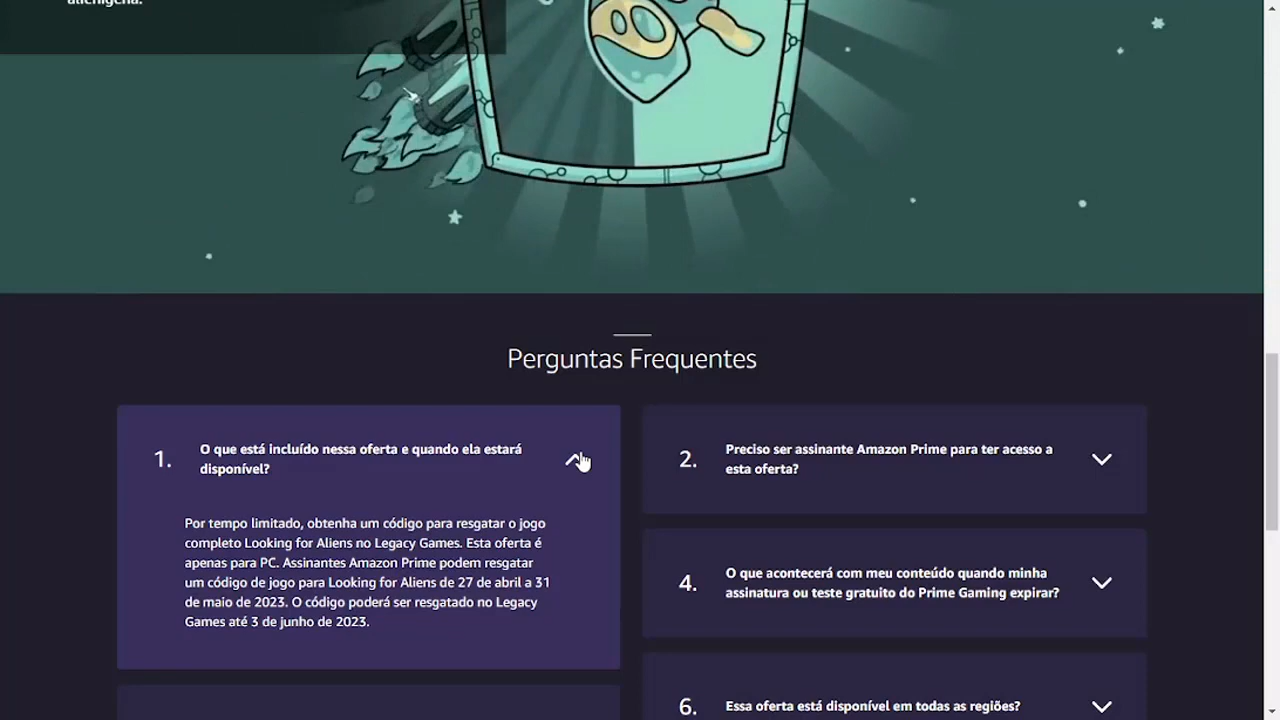 alienígena.
Perguntas Frequentes
1.
O que está incluído nessa oferta e quando ela estará
disponível?
Por tempo limitado, obtenha um código para resgatar o jogo
completo Looking for Aliens no Legacy Games. Esta oferta é
apenas para PC. Assinantes Amazon Prime podem resgatar
um código de jogo para Looking for Aliens de 27 de abril a 31
de maio de 2023. O código poderá ser resgatado no Legacy
Games até 3 de junho de 2023.
2.
Preciso ser assinante Amazon Prime para ter acesso a
esta oferta?
4.
O que acontecerá com meu conteúdo quando minha
assinatura ou teste gratuito do Prime Gaming expirar?
6.
Essa oferta está disponível em todas as regiões?